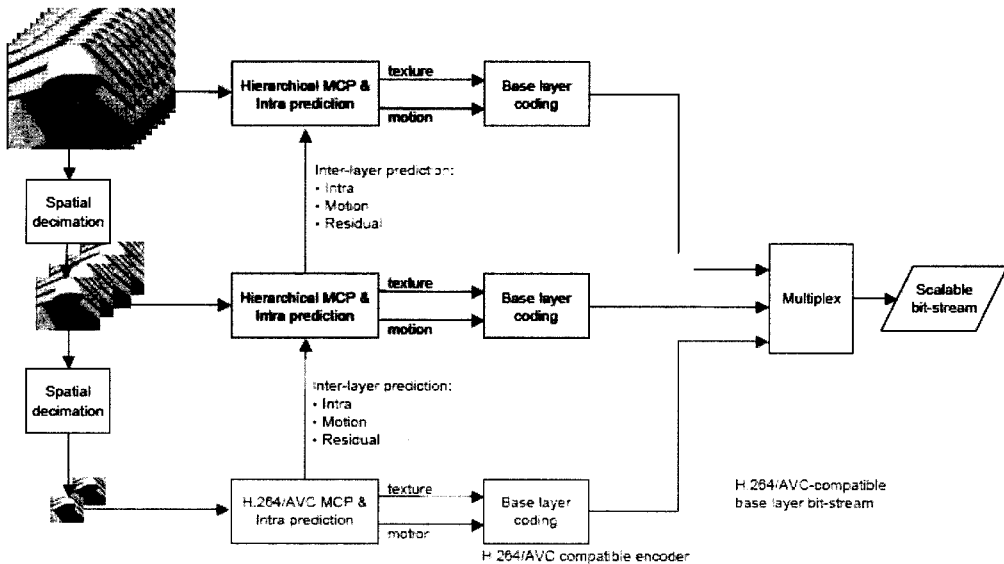 Hierarchical MCP &
Intra prediction
texture
motion
Base layer
coding
Spatial
decimation
Inter-layer prediction:
• Intra
• Motion
• Residual
Hierarchical MCP &
Intra prediction
texture
motion
Base layer
coding
Multiplex
Scalable
bit-stream
Spatial
decimation
Inter-layer prediction:
• Intra
• Motion
• Residual
H.264/AVC MCP &
Intra prediction
texture
motion
Base layer
coding
H.264/AVC-compatible
base layer bit-stream
H.264/AVC compatible encoder